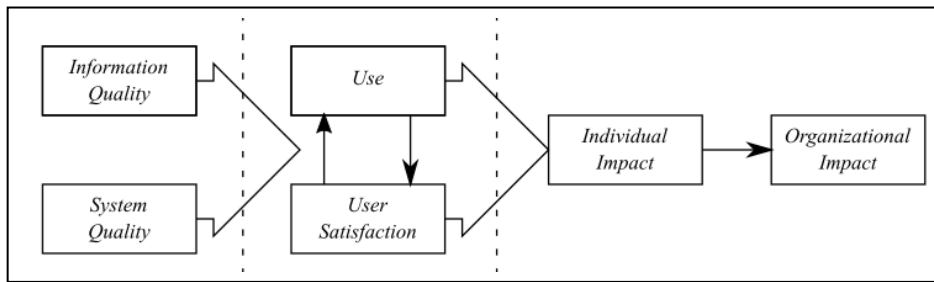 Information
Quality
System
Quality
Use
User
Satisfaction
Individual
Impact
Organizational
Impact